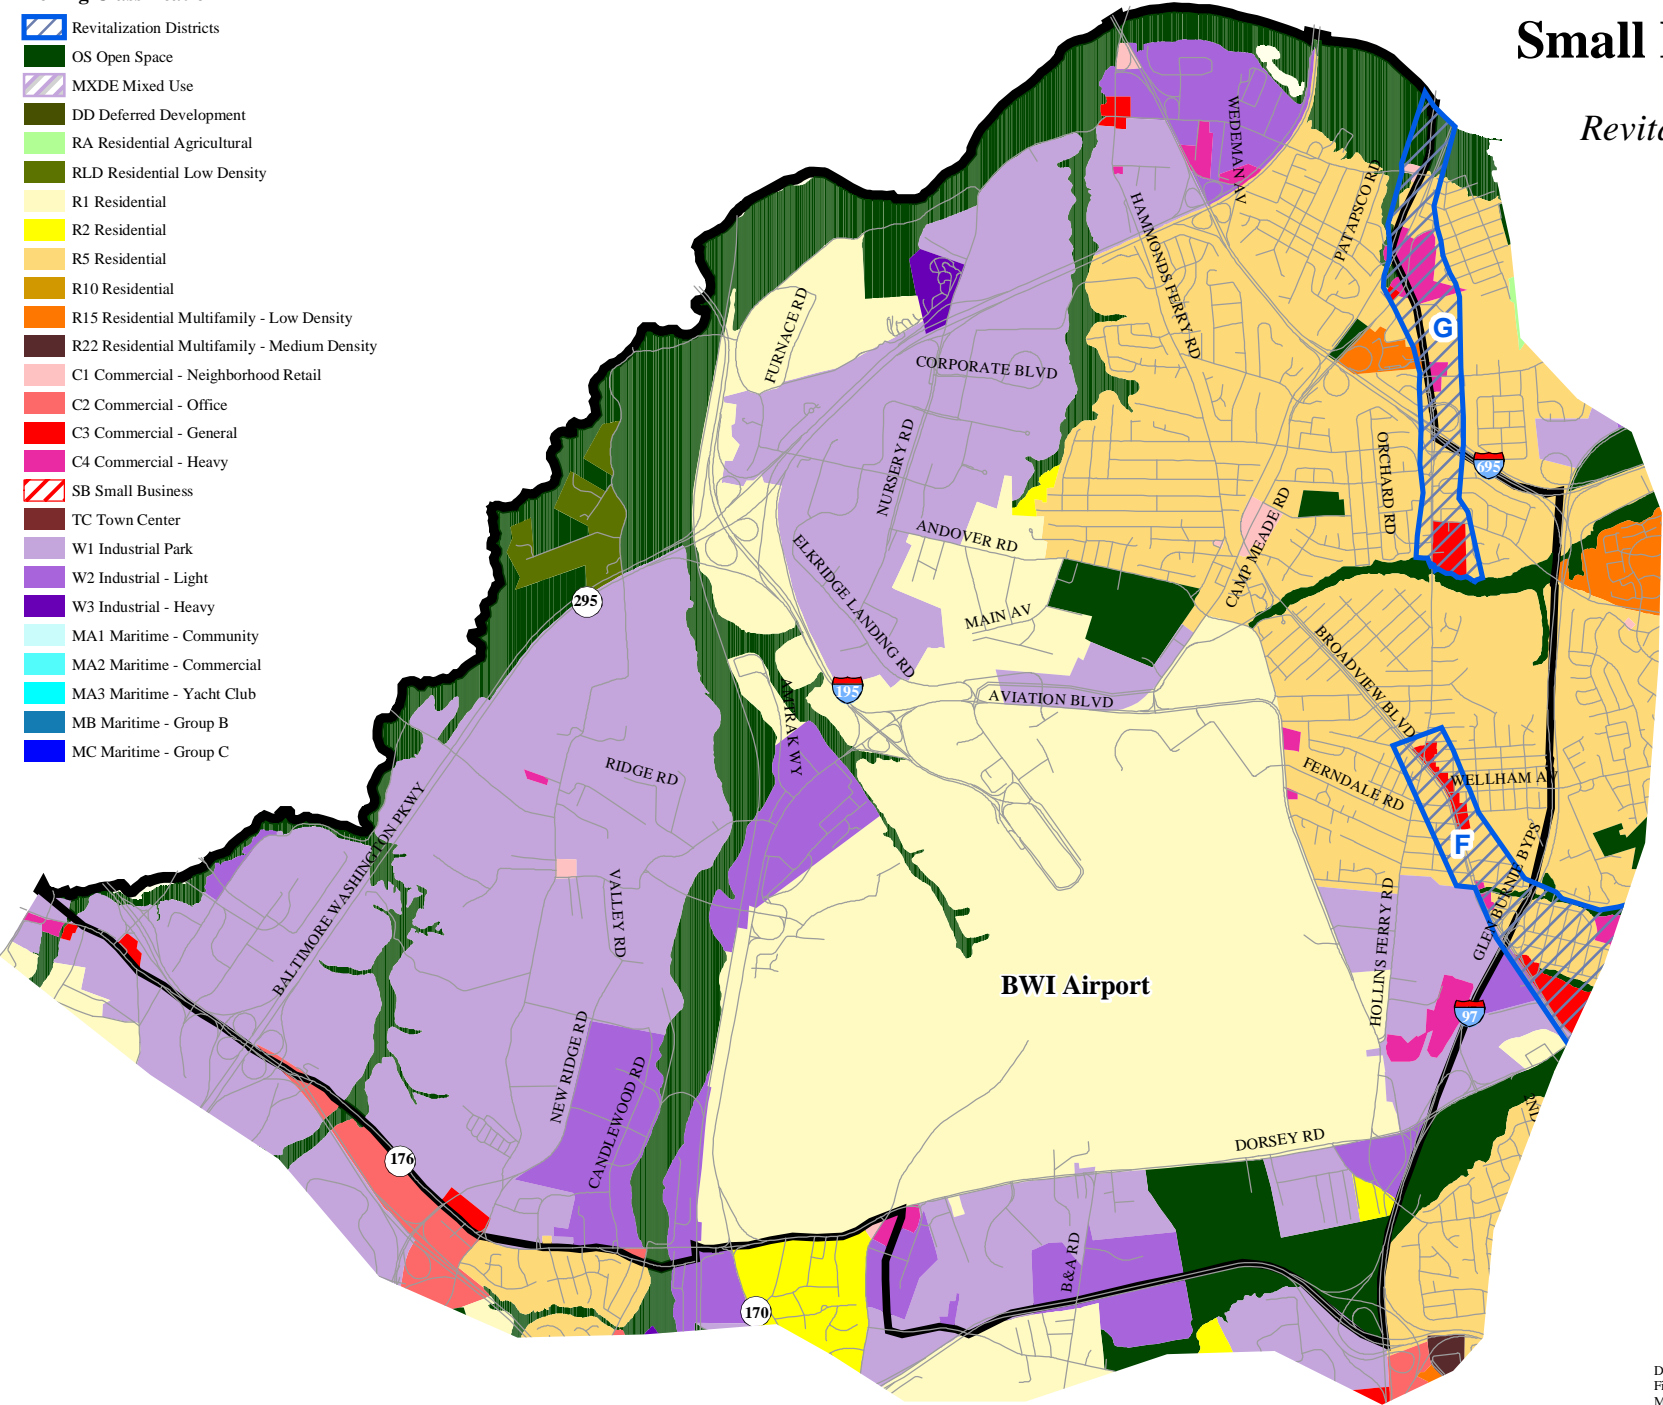 Revitalization Districts
OS Open Space
MXDE Mixed Use
DD Deferred Development
RA Residential Agricultural
RLD Residential Low Density
R1 Residential
R2 Residential
R5 Residential
R10 Residential
R15 Residential Multifamily - Low Density
R22 Residential Multifamily - Medium Density
C1 Commercial - Neighborhood Retail
C2 Commercial - Office
C3 Commercial - General
C4 Commercial - Heavy
SB Small Business
TC Town Center
W1 Industrial Park
W2 Industrial - Light
W3 Industrial - Heavy
MA1 Maritime - Community
MA2 Maritime - Commercial
MA3 Maritime - Yacht Club
MB Maritime - Group B
MC Maritime - Group C
Small
WEDEMAN AV
PATAPSCO RD
HAMMONDS FERRY RD
FURNACE RD
G
CORPORATE BLVD
NURSERY RD
ORCHARD RD
695
CAMP MEADE RD
ANDOVER RD
ELKRIDGE LANDING RD
295
MAIN AV
BROADVIEW BLVD
195
AVIATION BLVD
AMTRAK WY
RIDGE RD
FERNDALE RD
WELLHAM AV
F
BALTIMORE WASHINGTON PKWY
VALLEY RD
GLEN BURNIE BYPS
HOLLINS FERRY RD
BWI Airport
97
NEW RIDGE RD
CANDLEWOOD RD
DORSEY RD
176
B&A RD
170